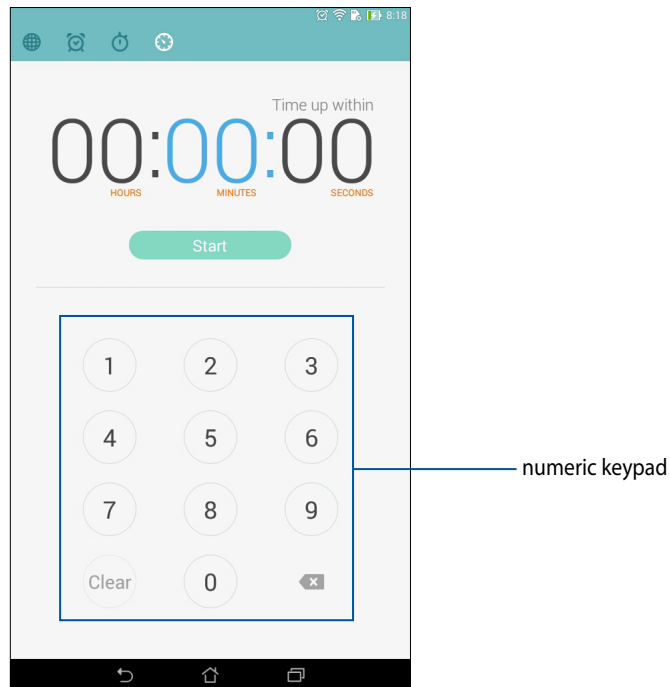 8:18
Time up within
00:00:00
HOURS MINUTES SECONDS
Start
1 2 3
4 5 6
numeric keypad
7 8 9
Clear 0